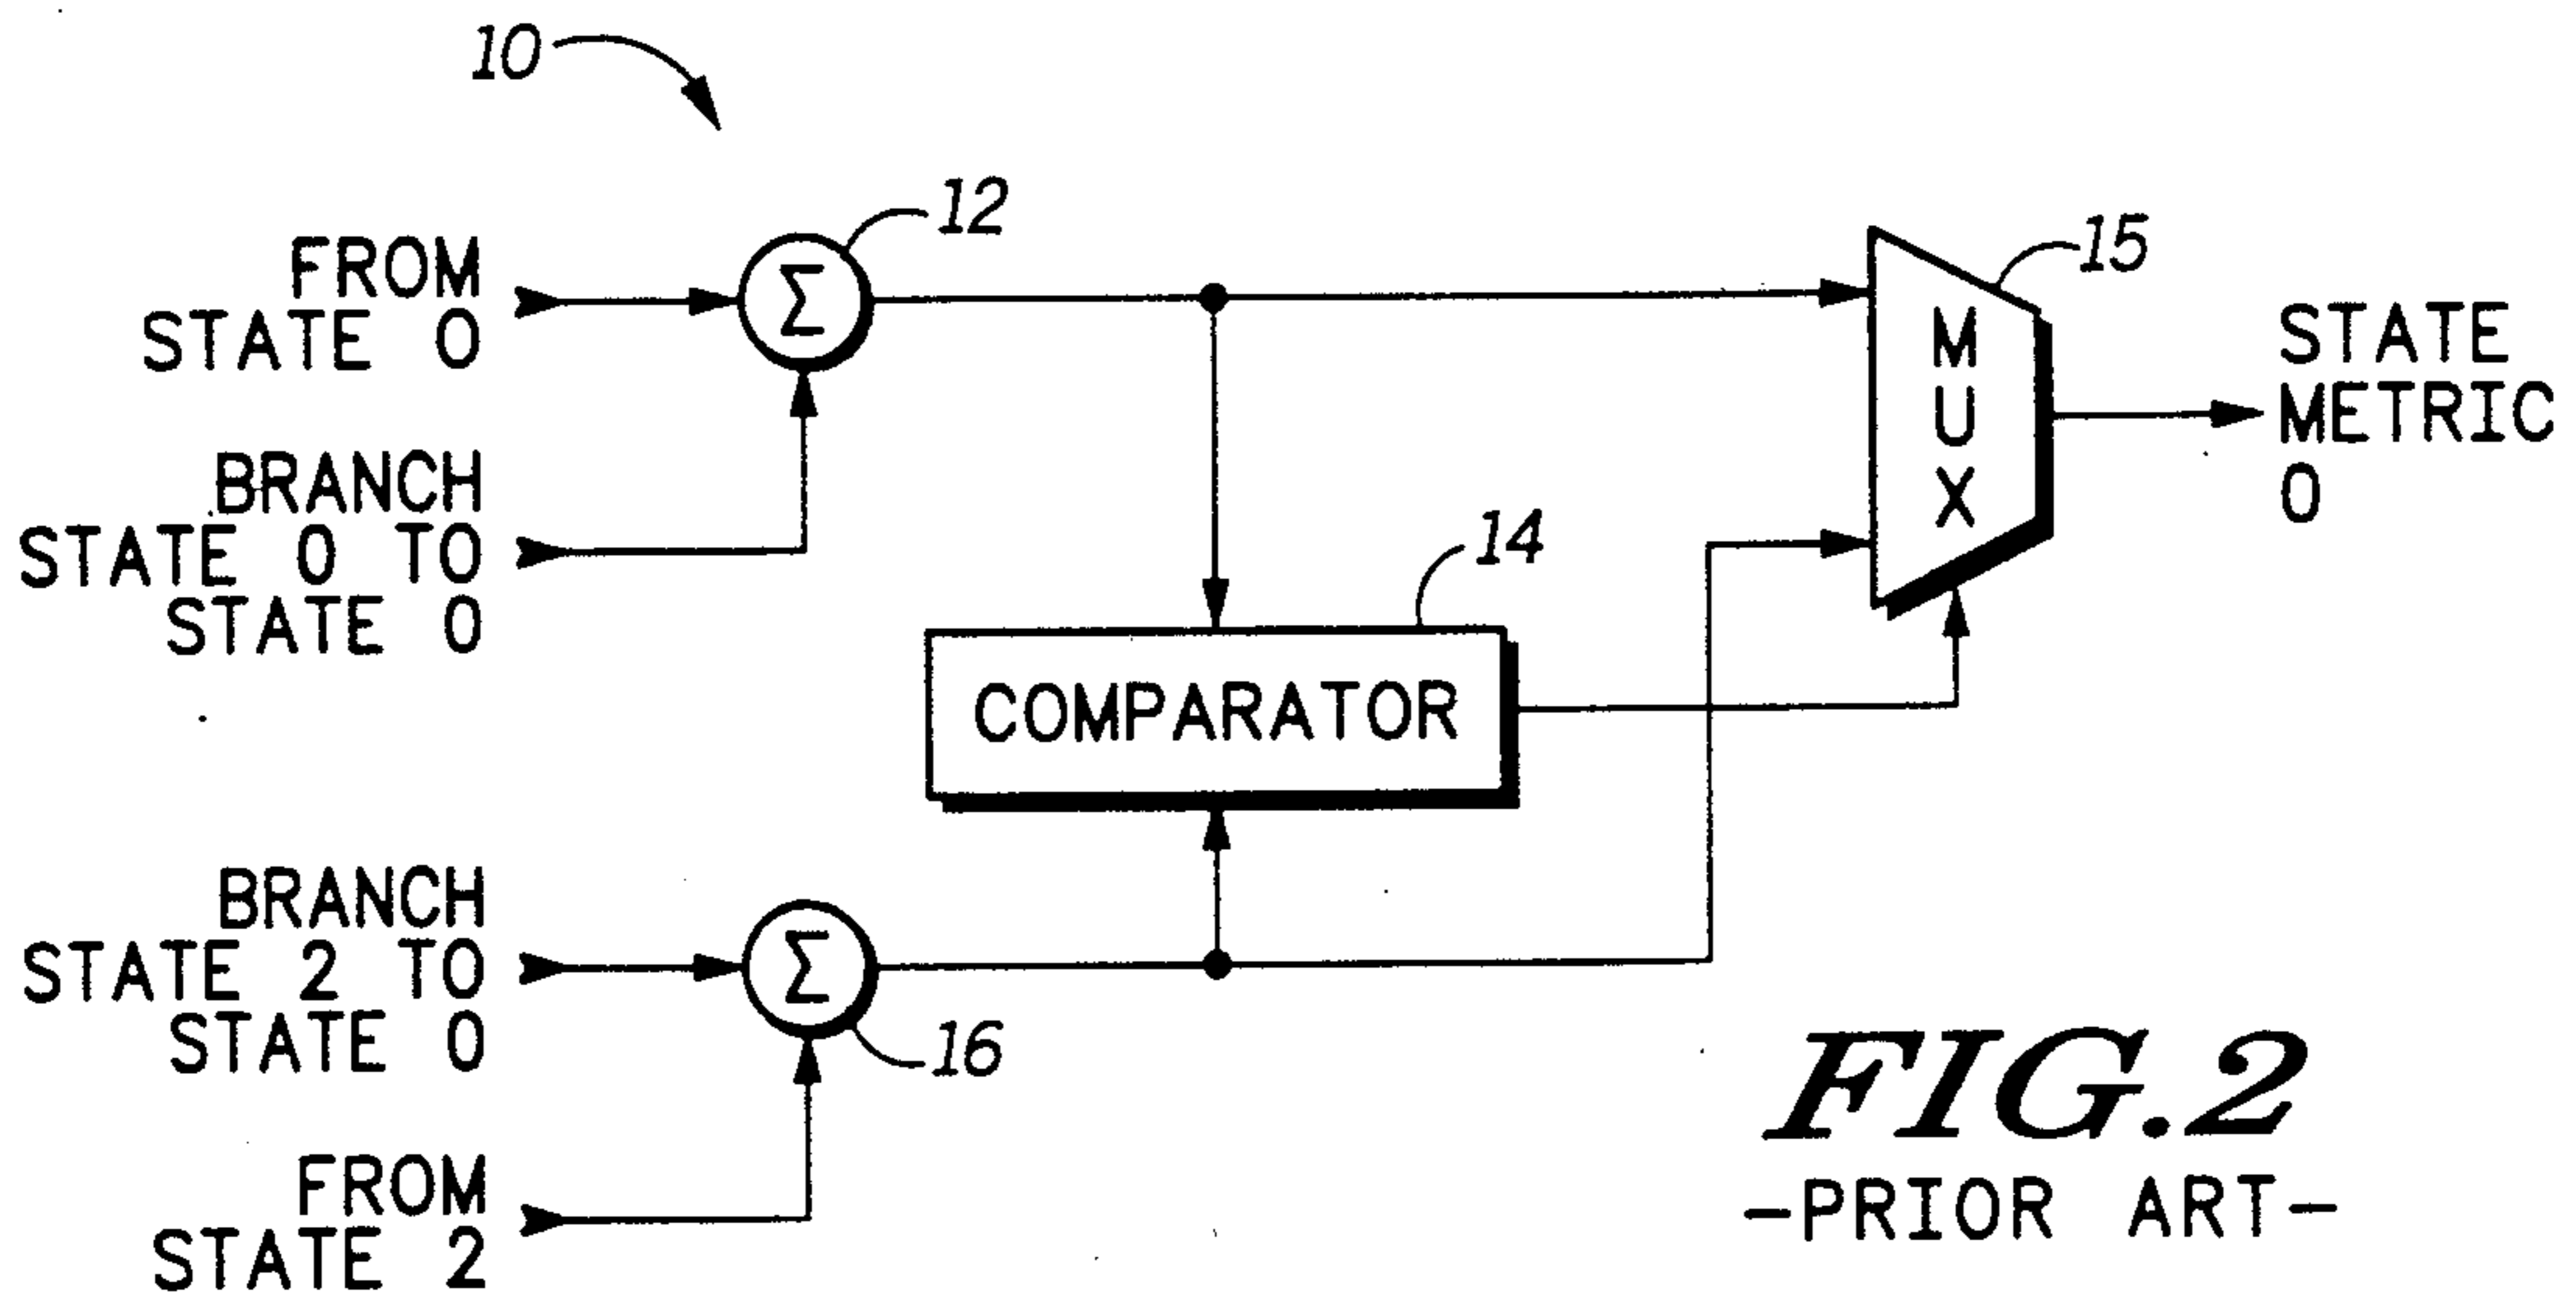 10
12
FROM
STATE 0
Σ
BRANCH
STATE 0 TO
STATE 0
15
MUX
STATE
METRIC
0
14
COMPARATOR
BRANCH
STATE 2 TO
STATE 0
Σ
16
FROM
STATE 2
FIG.2
-PRIOR ART-